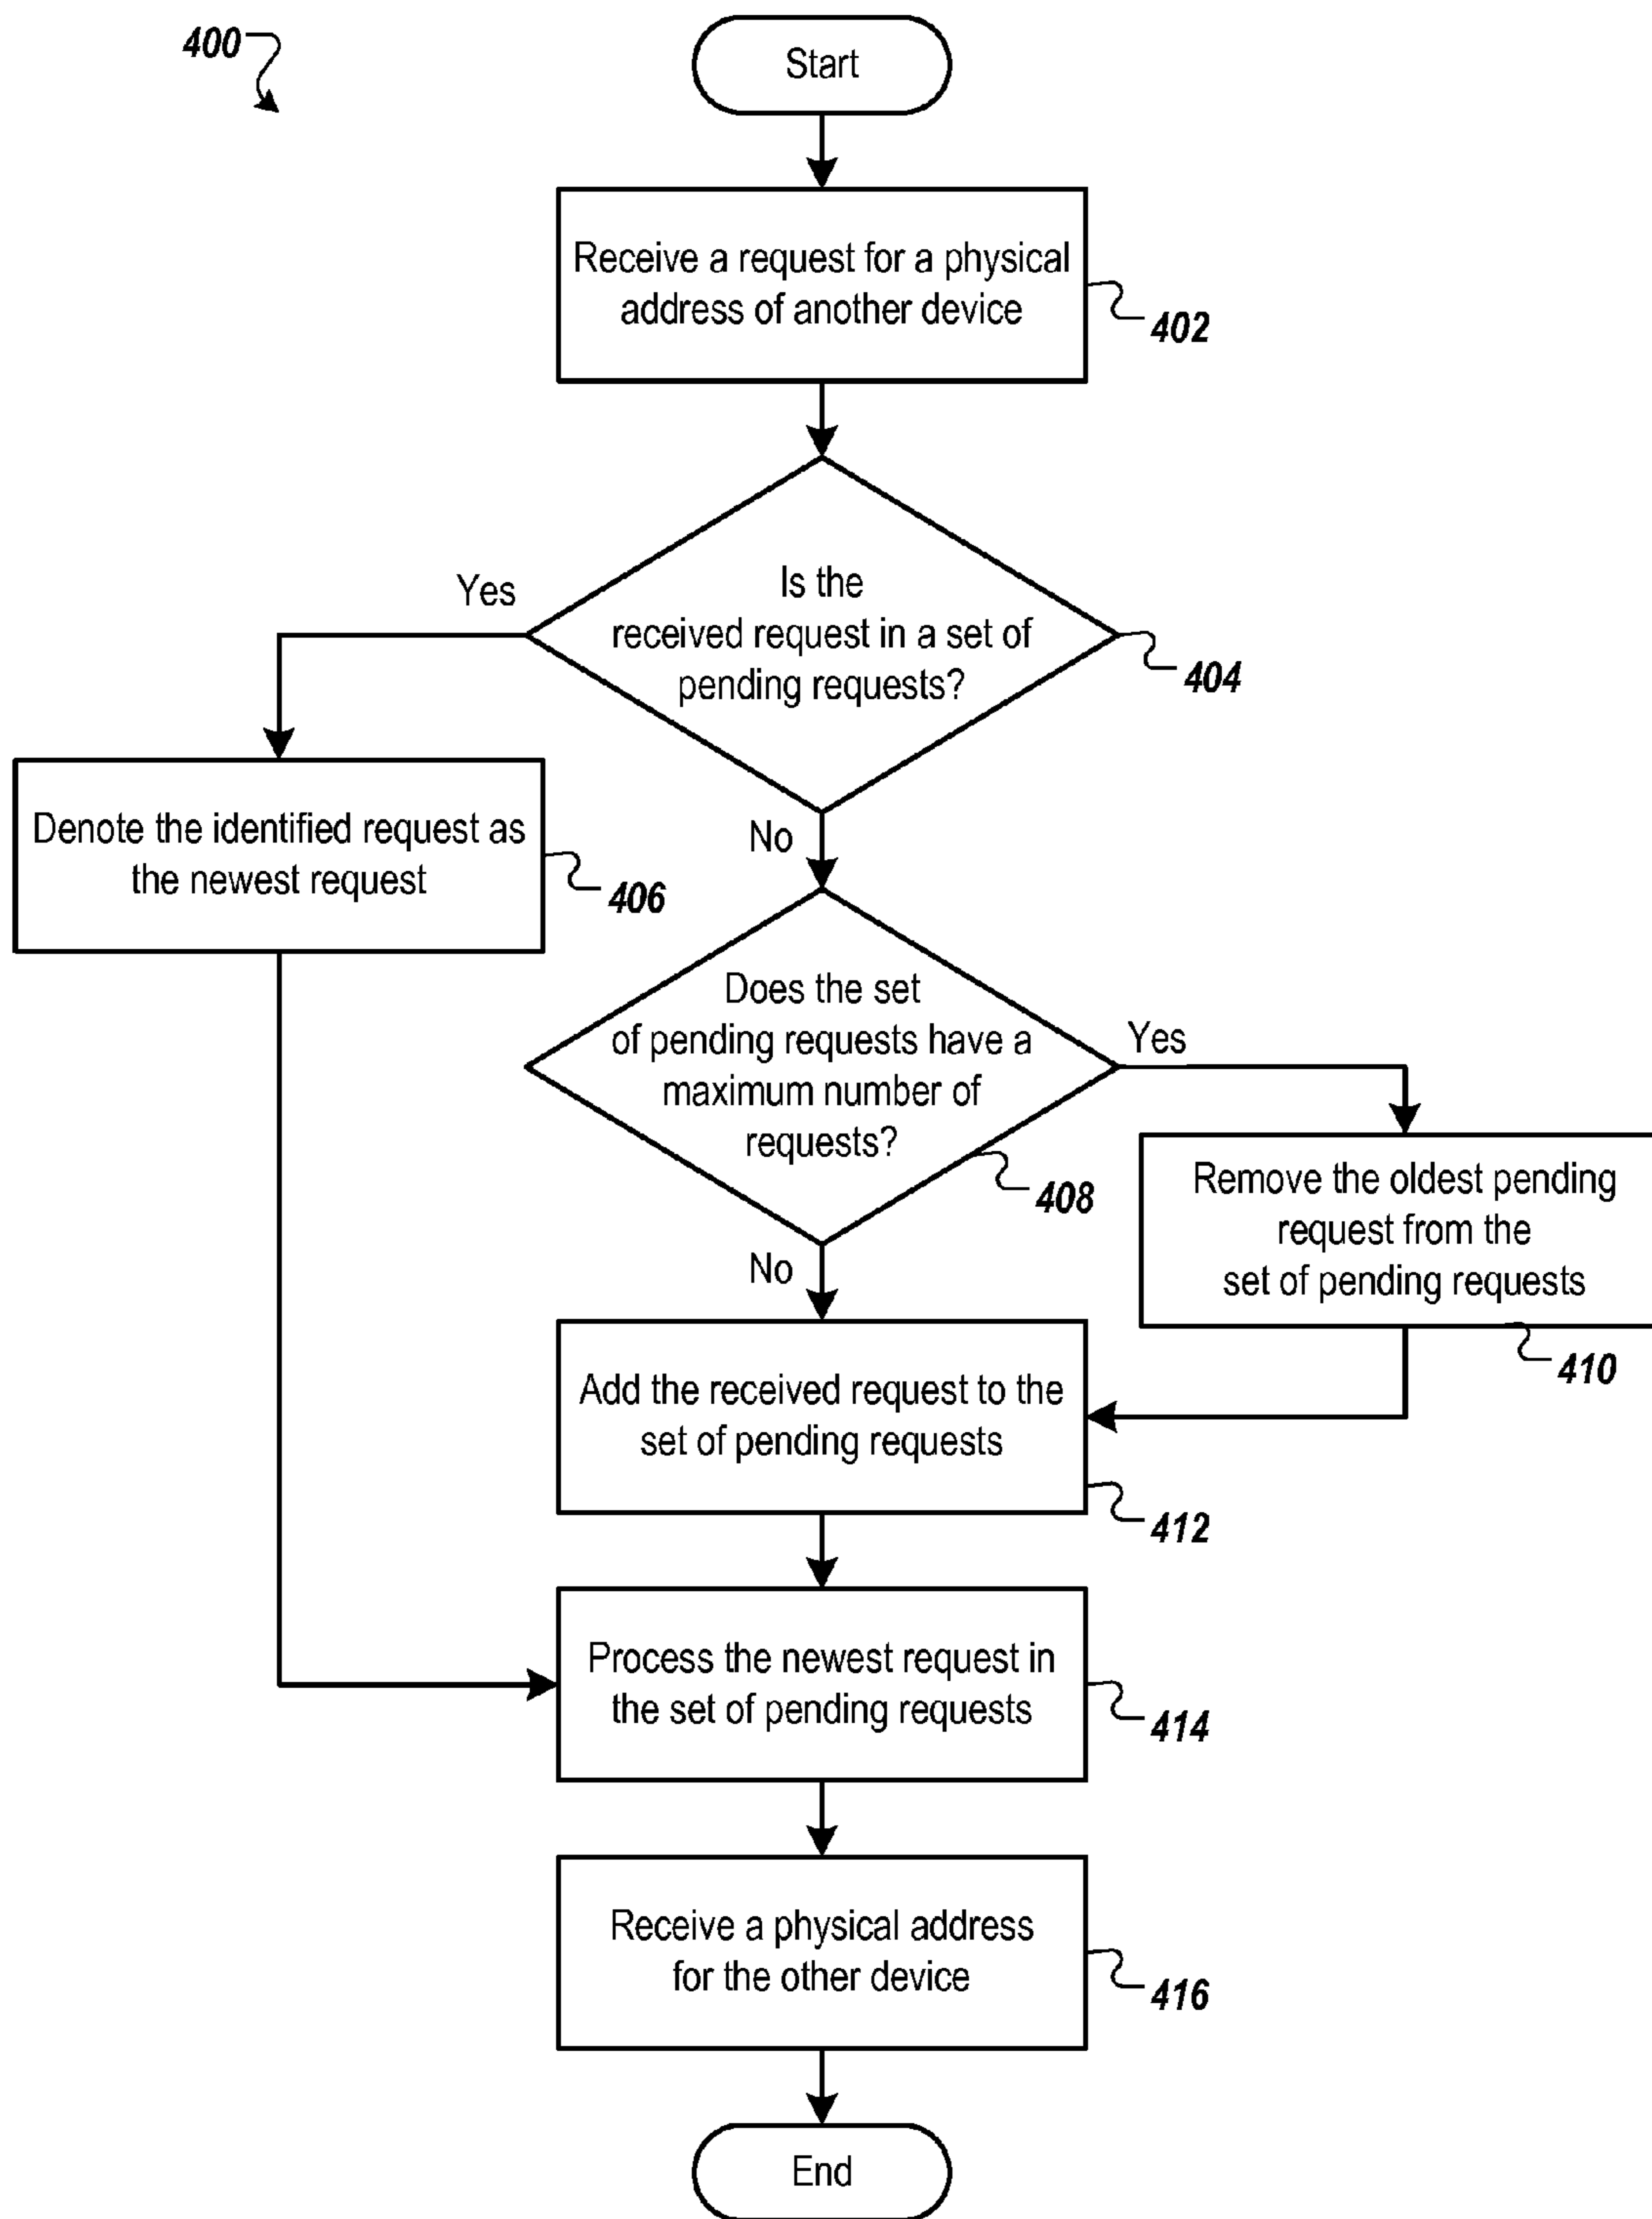 400
Start
Receive a request for a physical
address of another device
402
Is the
received request in a set of
pending requests?
404
Yes
No
Denote the identified request as
the newest request
406
Does the set
of pending requests have a
maximum number of
requests?
408
Yes
No
Remove the oldest pending
request from the
set of pending requests
410
Add the received request to the
set of pending requests
412
Process the newest request in
the set of pending requests
414
Receive a physical address
for the other device
416
End